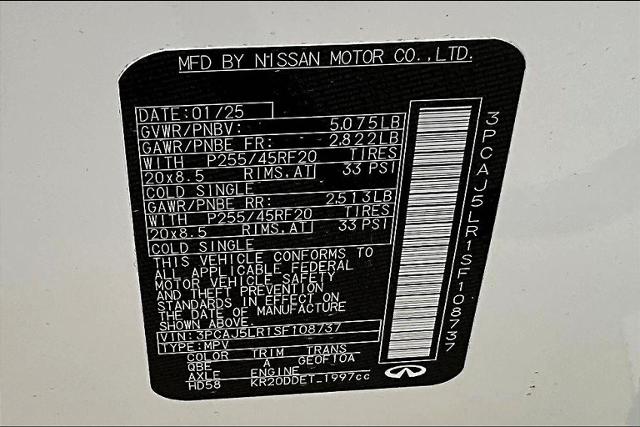 MFD BY NISSAN MOTOR CO.,LTD.
DATE:01/25
GVWR/PNBV: 5,075LB
GAWR/PNBE FR: 2,822LB
WITH P255/45RF20 TIRES
20x8.5 RIMS,AT 33 PSI
COLD SINGLE
GAWR/PNBE RR: 2,513LB
WITH P255/45RF20 TIRES
20x8.5 RIMS,AT 33 PSI
COLD SINGLE
THIS VEHICLE CONFORMS TO
ALL APPLICABLE FEDERAL
MOTOR VEHICLE SAFETY
AND THEFT PREVENTION
STANDARDS IN EFFECT ON
THE DATE OF MANUFACTURE
SHOWN ABOVE.
VIN:3PCAJ5LR1SF108737
TYPE:MPV
COLOR TRIM TRANS
QBE A GE0F10A
AXLE ENGINE
HD58 KR20DDET 1997cc
3PCAJ5LR1SF108737